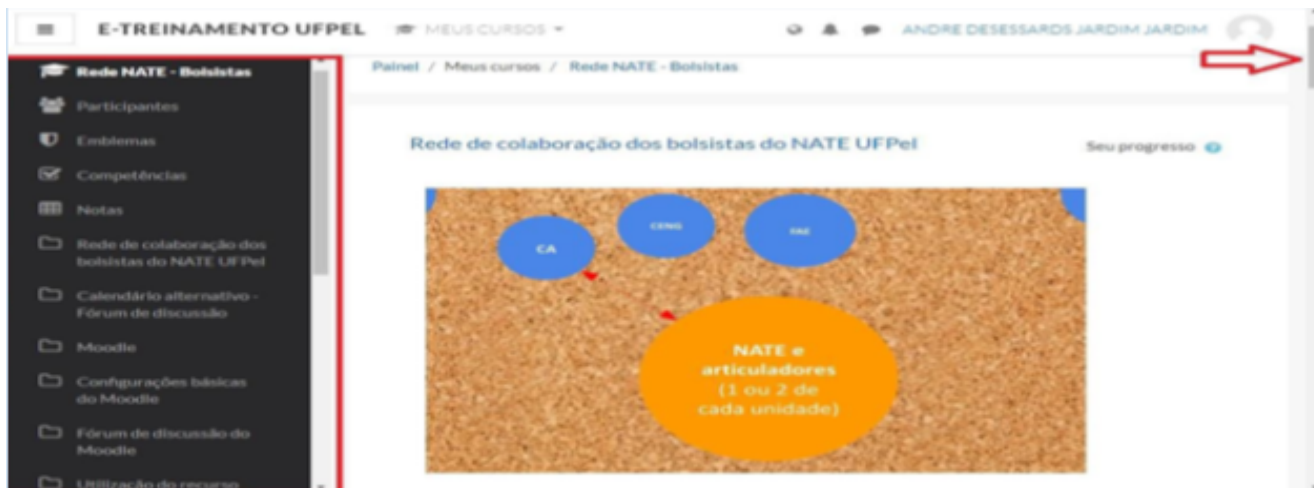 E-TREINAMENTO UFPEL MEUS CURSOS ANDRE DESESSARDS JARDIM JARDIM
Rede NATE - Bolsistas
Participantes
Emblemas
Competências
Notas
Rede de colaboração dos
bolsistas do NATE UFPel
Calendário alternativo -
Fórum de discussão
Moodle
Configurações básicas
do Moodle
Fórum de discussão do
Moodle
Utilização do recurso
Painel / Meus cursos / Rede NATE - Bolsistas
Rede de colaboração dos bolsistas do NATE UFPel
Seu progresso
CA
CENG
FAE
NATE e
articuladores
(1 ou 2 de
cada unidade)